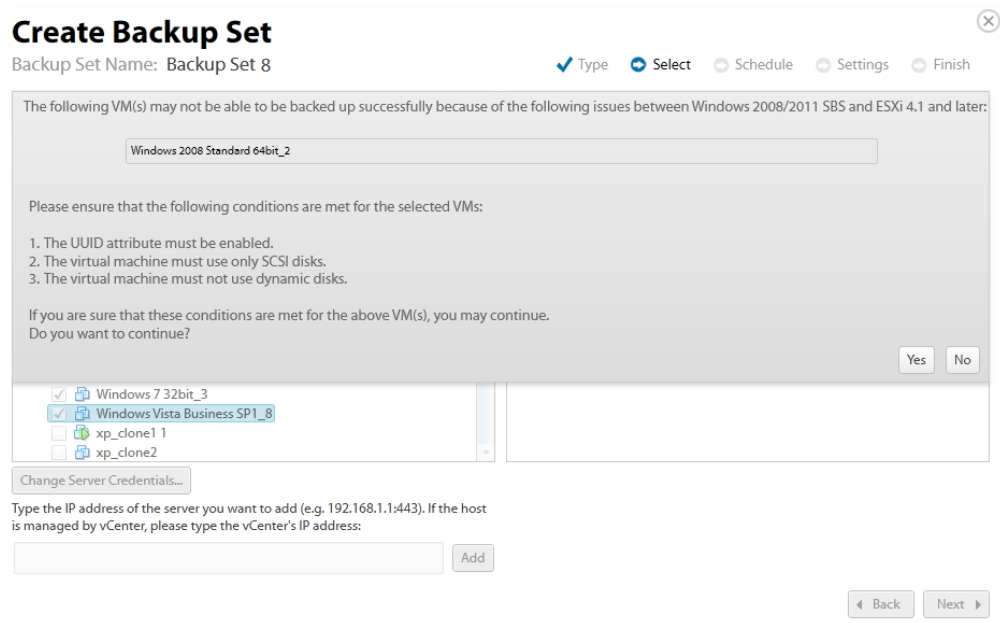 Create Backup Set
Backup Set Name: Backup Set 8
Type Select Schedule Settings Finish
The following VM(s) may not be able to be backed up successfully because of the following issues between Windows 2008/2011 SBS and ESXi 4.1 and later:
Windows 2008 Standard 64bit_2
Please ensure that the following conditions are met for the selected VMs:
1. The UUID attribute must be enabled.
2. The virtual machine must use only SCSI disks.
3. The virtual machine must not use dynamic disks.
If you are sure that these conditions are met for the above VM(s), you may continue.
Do you want to continue?
Yes No
Windows 7 32bit_3
Windows Vista Business SP1_8
xp_clone1 1
xp_clone2
Change Server Credentials...
Type the IP address of the server you want to add (e.g. 192.168.1.1:443). If the host
is managed by vCenter, please type the vCenter's IP address:
Add
Back Next